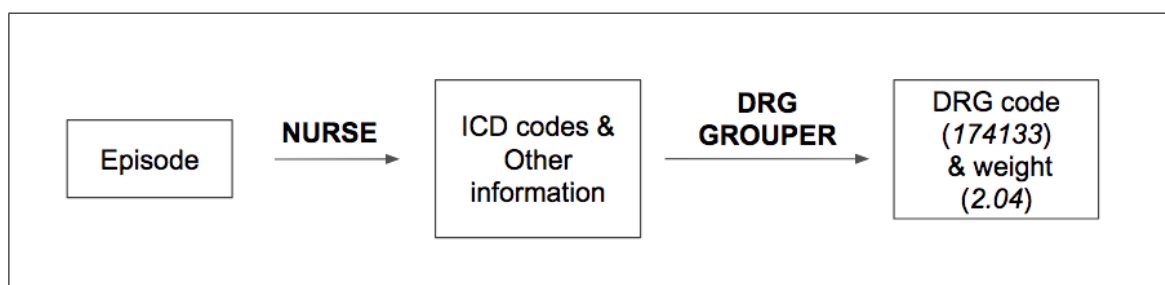 Episode
NURSE
ICD codes &
Other
information
DRG
GROUPER
DRG code
(174133)
& weight
(2.04)